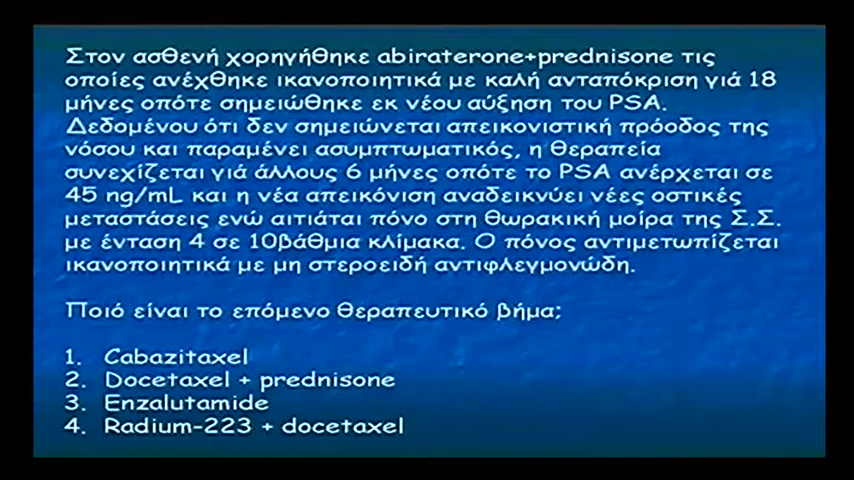 Στον ασθενή χορηγήθηκε abiraterone+prednisone τις
οποίες ανέχθηκε ικανοποιητικά με καλή ανταπόκριση γιά 18
μήνες οπότε σημειώθηκε εκ νέου αύξηση του PSA.
Δεδομένου ότι δεν σημειώνεται απεικονιστική πρόοδος της
νόσου και παραμένει ασυμπτωματικός, η θεραπεία
συνεχίζεται γιά άλλους 6 μήνες οπότε το PSA ανέρχεται σε
45 ng/mL και η νέα απεικόνιση αναδεικνύει νέες οστικές
μεταστάσεις ενώ αιτιάται πόνο στη θωρακική μοίρα της Σ.Σ.
με ένταση 4 σε 10βάθμια κλίμακα. Ο πόνος αντιμετωπίζεται
ικανοποιητικά με μη στεροειδή αντιφλεγμονώδη.
Ποιό είναι το επόμενο θεραπευτικό βήμα;
1. Cabazitaxel
2. Docetaxel + prednisone
3. Enzalutamide
4. Radium-223 + docetaxel